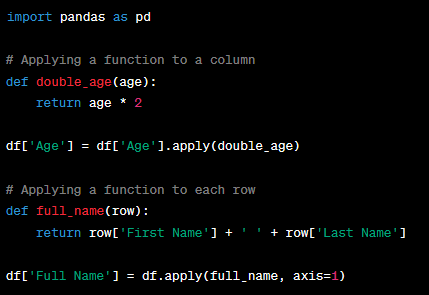 import pandas as pd
# Applying a function to a column
def double_age(age):
    return age * 2
df['Age'] = df['Age'].apply(double_age)
# Applying a function to each row
def full_name(row):
    return row['First Name'] + ' ' + row['Last Name']
df['Full Name'] = df.apply(full_name, axis=1)